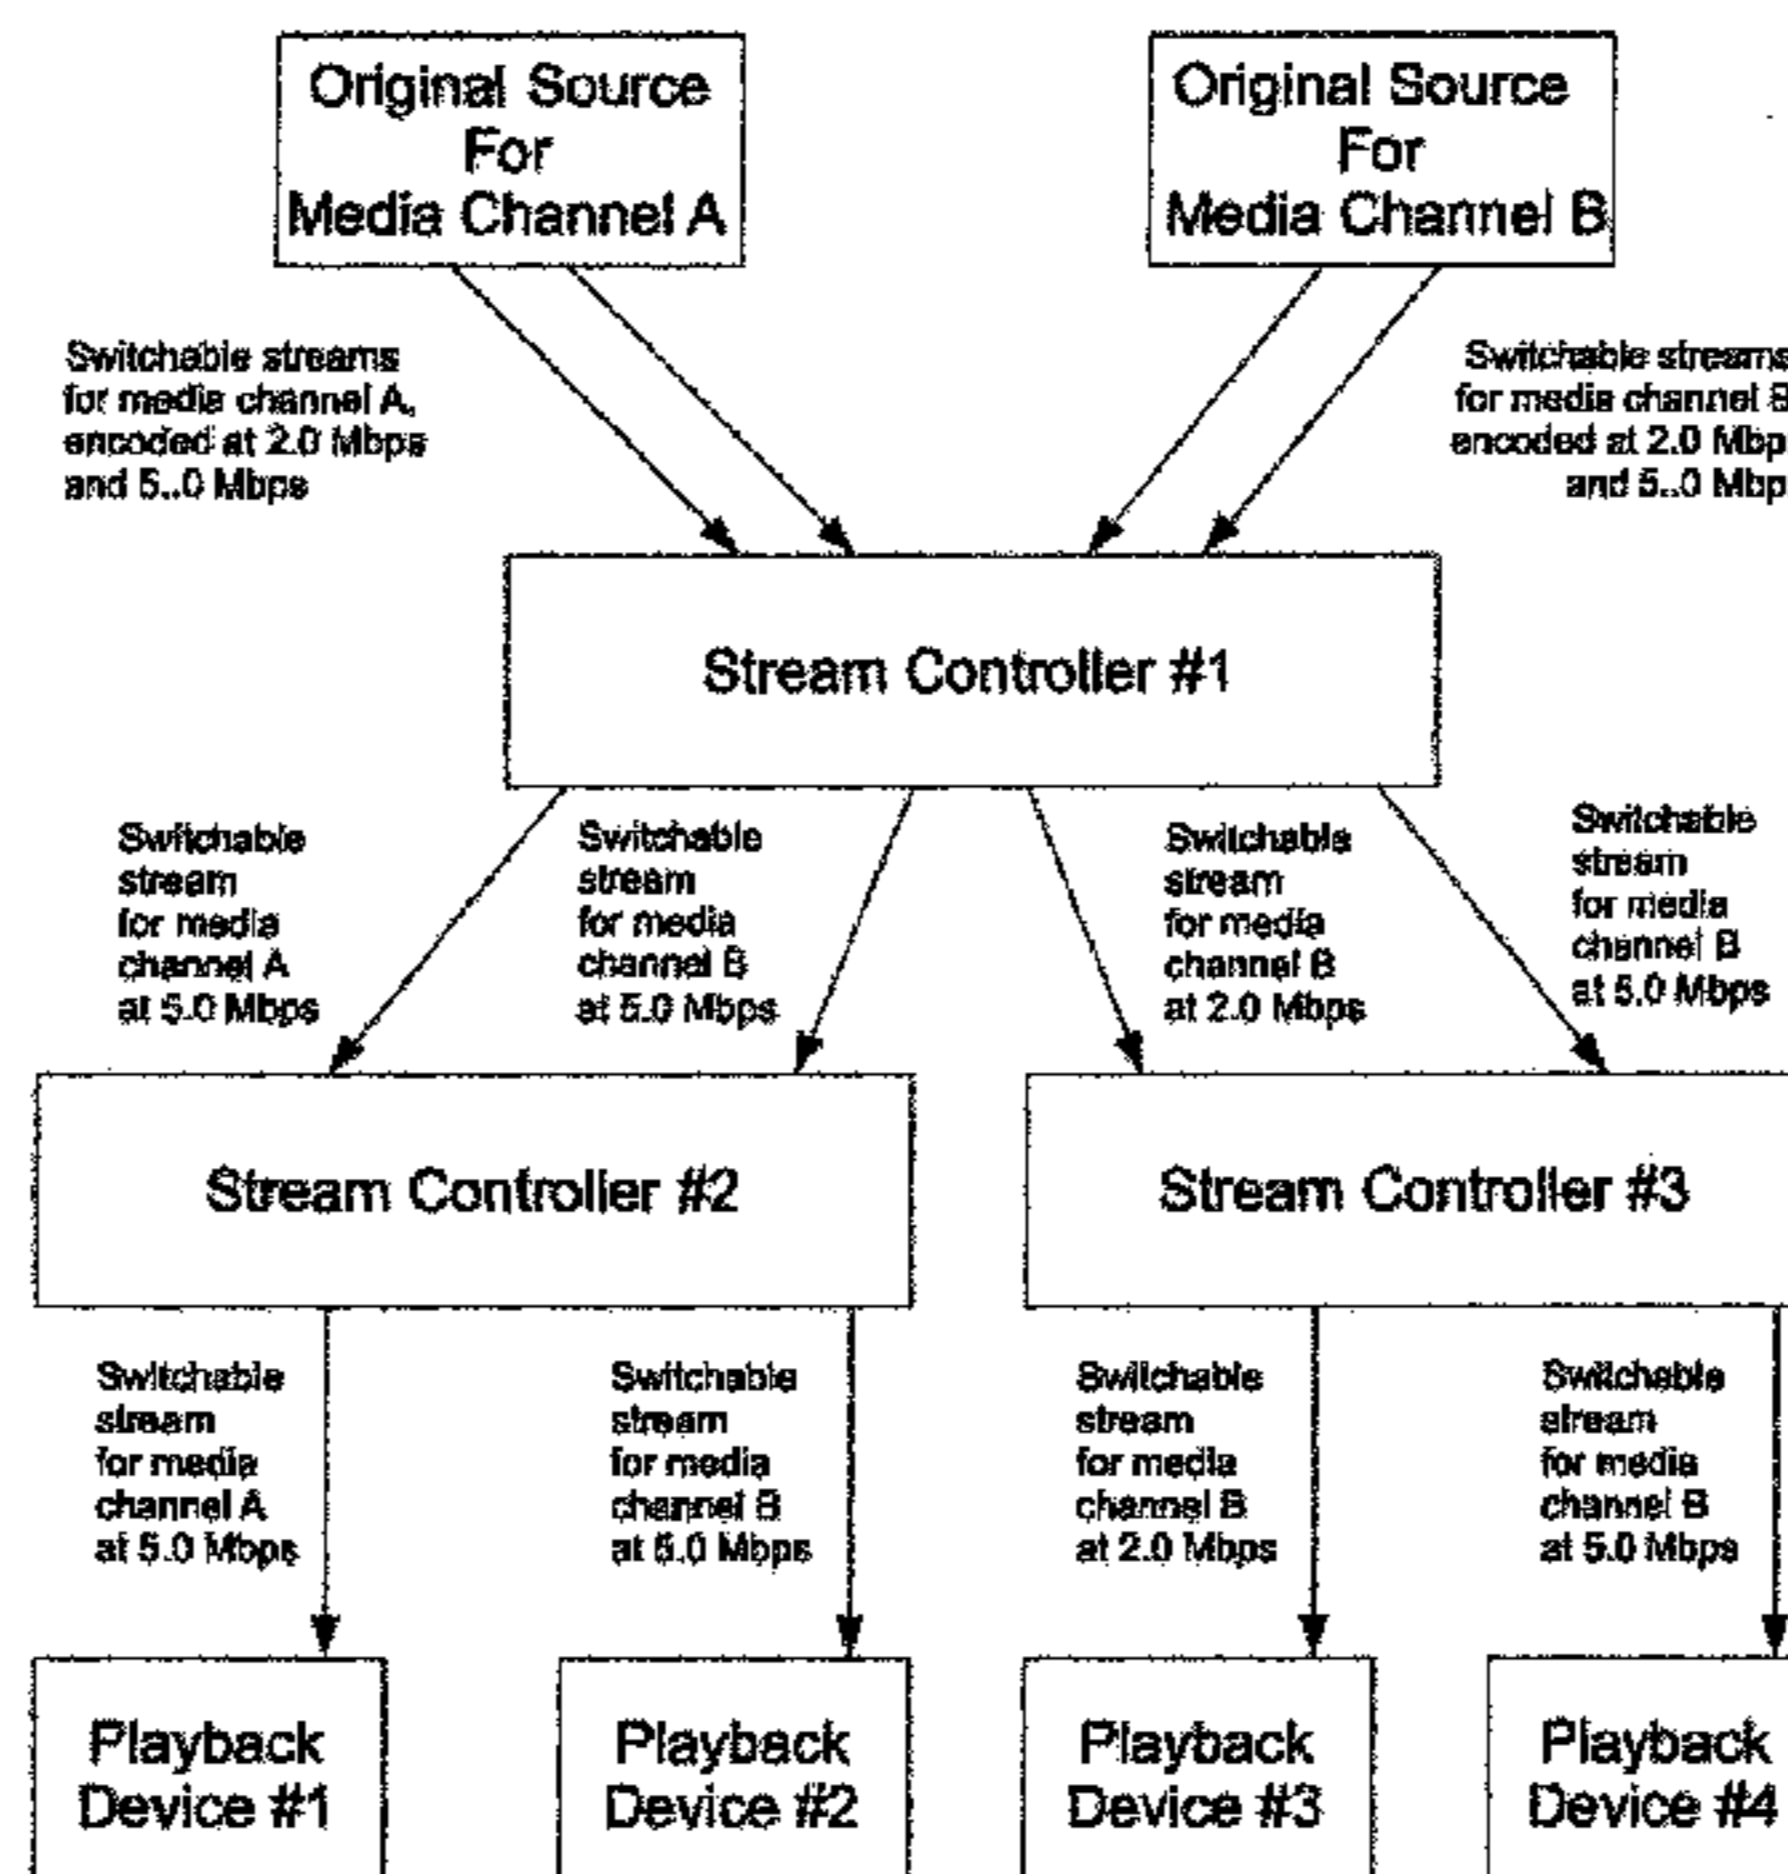 Original Source
For
Media Channel A
Original Source
For
Media Channel B
Switchable streams
for media channel A,
encoded at 2.0 Mbps
and 5..0 Mbps
Switchable streams
for media channel B
encoded at 2.0 Mbp
and 5..0 Mbp
Stream Controller #1
Switchable
stream
for media
channel A
at 5.0 Mbps
Switchable
stream
for media
channel B
at 5.0 Mbps
Switchable
stream
for media
channel B
at 2.0 Mbps
Switchable
stream
for media
channel B
at 5.0 Mbps
Stream Controller #2
Stream Controller #3
Switchable
stream
for media
channel A
at 5.0 Mbps
Switchable
stream
for media
channel B
at 5.0 Mbps
Switchable
stream
for media
channel B
at 2.0 Mbps
Switchable
stream
for media
channel B
at 5.0 Mbps
Playback
Device #1
Playback
Device #2
Playback
Device #3
Playback
Device #4